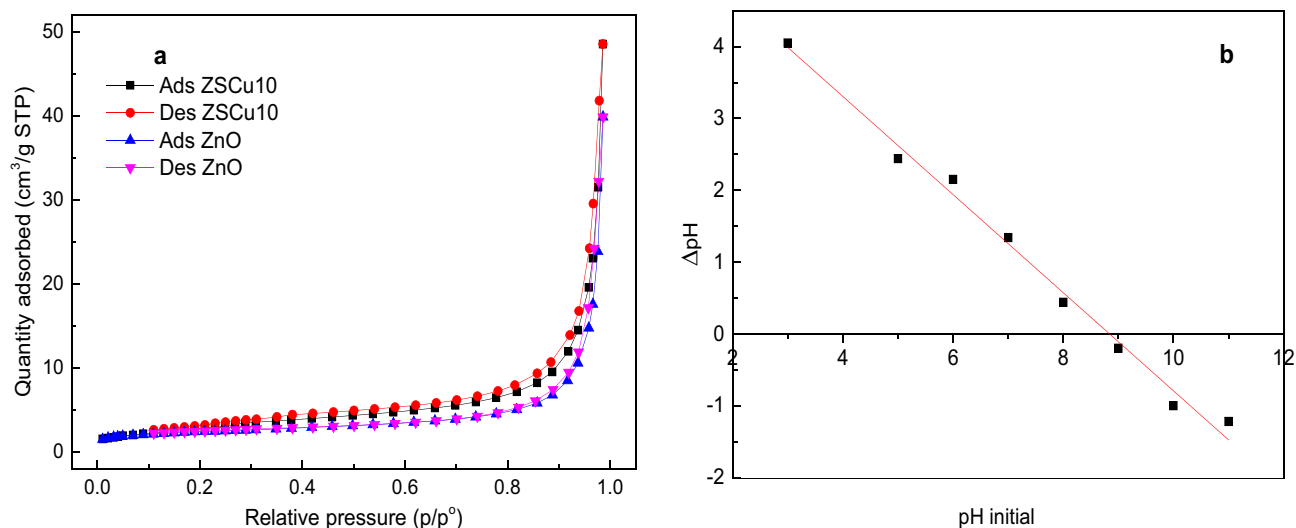 a
Ads ZSCu10
Des ZSCu10
Ads ZnO
Des ZnO
Quantity adsorbed (cm³/g STP)
50
40
30
20
10
0
0.0 0.2 0.4 0.6 0.8 1.0
Relative pressure (p/p°)
b
ΔpH
4
3
2
1
0
-1
-2
2 4 6 8 10 12
pH initial